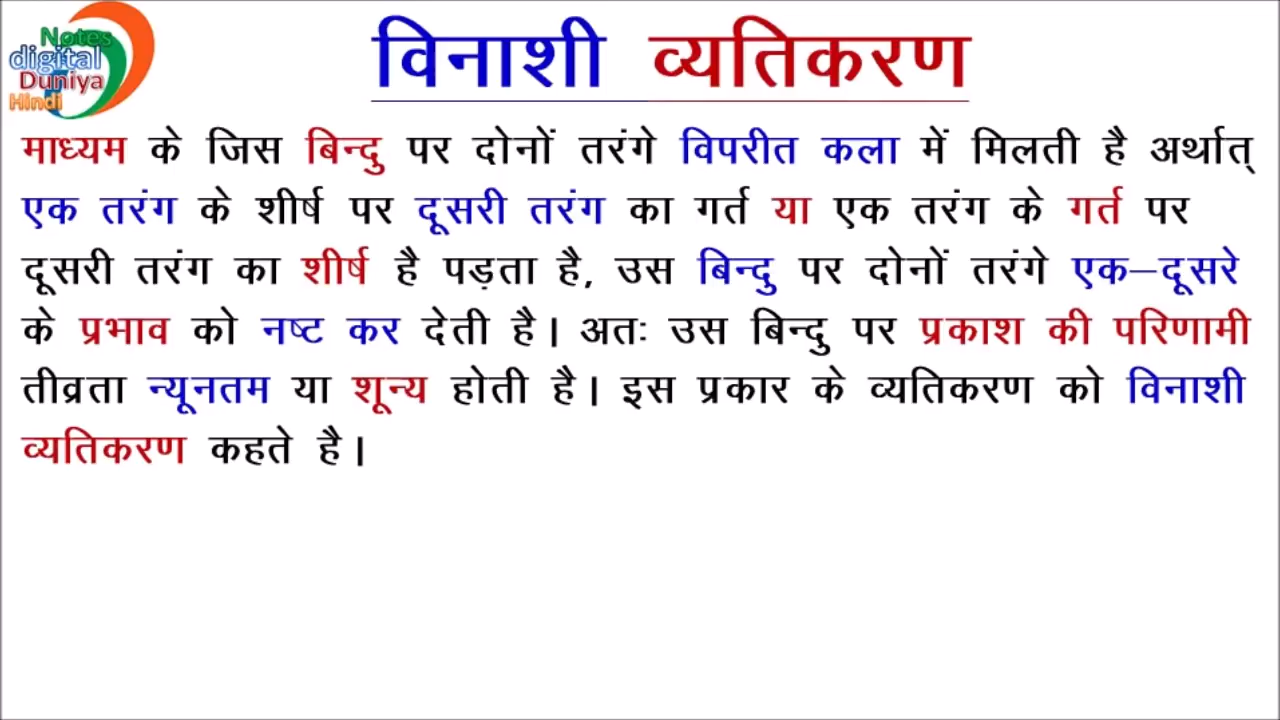 Notes
digital
Duniya
Hindi
विनाशी व्यतिकरण
माध्यम के जिस बिन्दु पर दोनों तरंगे विपरीत कला में मिलती है अर्थात्
एक तरंग के शीर्ष पर दूसरी तरंग का गर्त या एक तरंग के गर्त पर
दूसरी तरंग का शीर्ष है पड़ता है, उस बिन्दु पर दोनों तरंगे एक–दूसरे
के प्रभाव को नष्ट कर देती है। अतः उस बिन्दु पर प्रकाश की परिणामी
तीव्रता न्यूनतम या शून्य होती है। इस प्रकार के व्यतिकरण को विनाशी
व्यतिकरण कहते है।